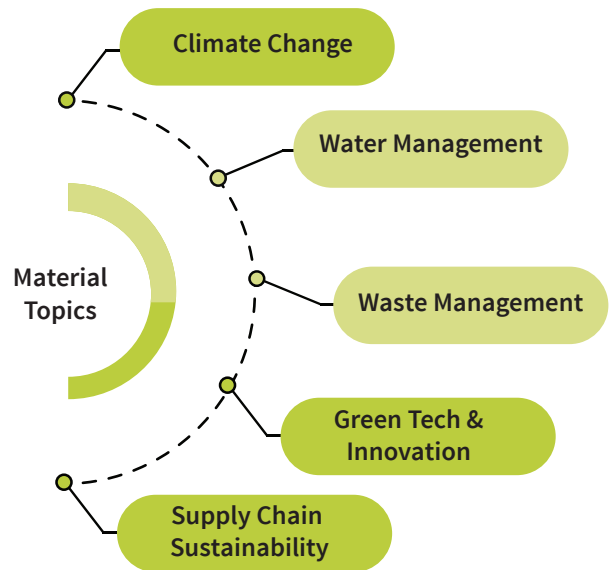 Climate Change
Water Management
Material
Topics
Waste Management
Green Tech &
Innovation
Supply Chain
Sustainability